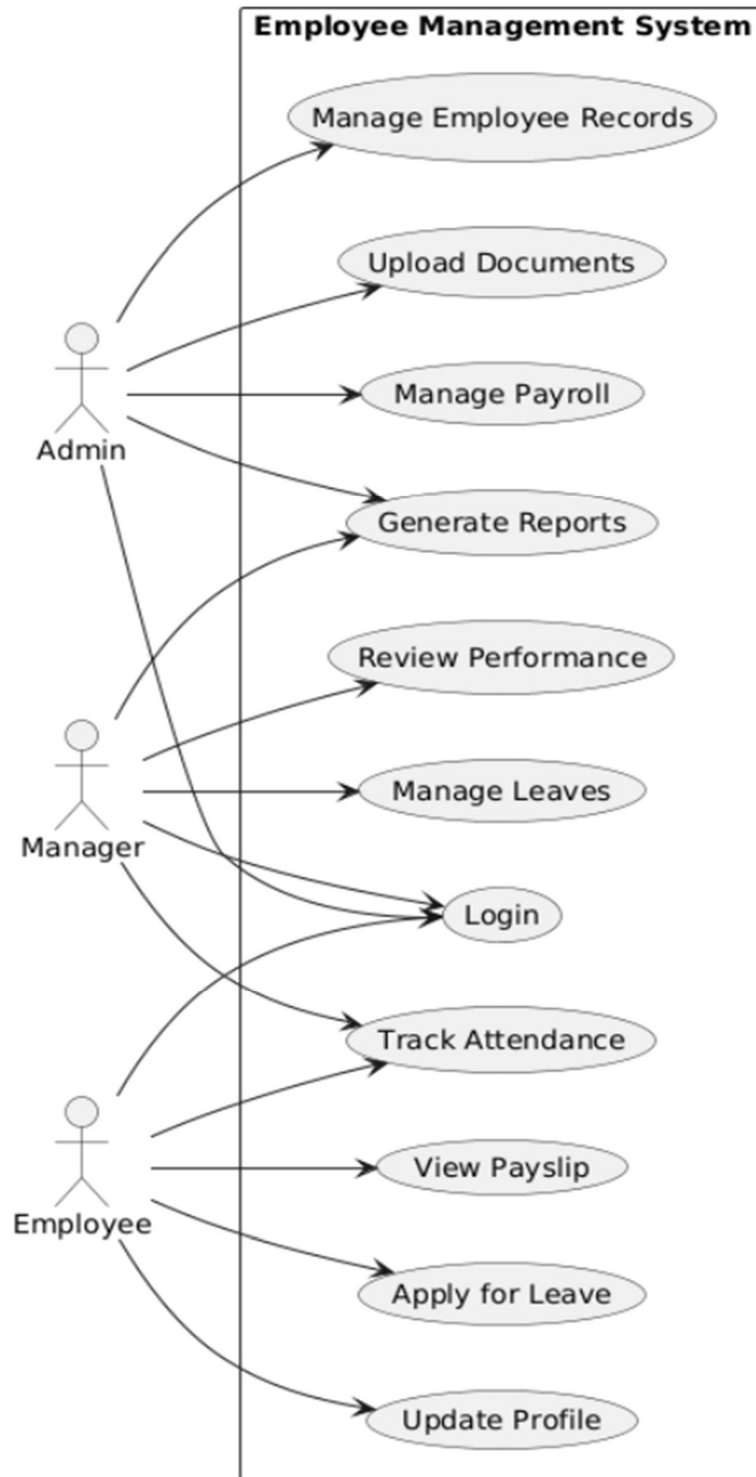 Employee Management System
Manage Employee Records
Upload Documents
Manage Payroll
Admin
Generate Reports
Review Performance
Manage Leaves
Manager
Login
Track Attendance
View Payslip
Employee
Apply for Leave
Update Profile